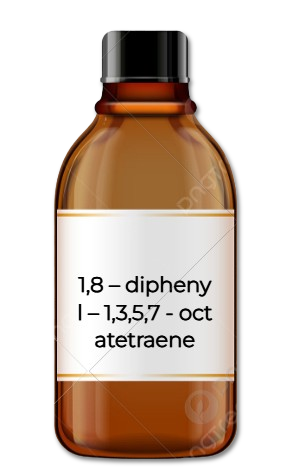 1,8 – dipheny
l – 1,3,5,7 - oct
atetraene